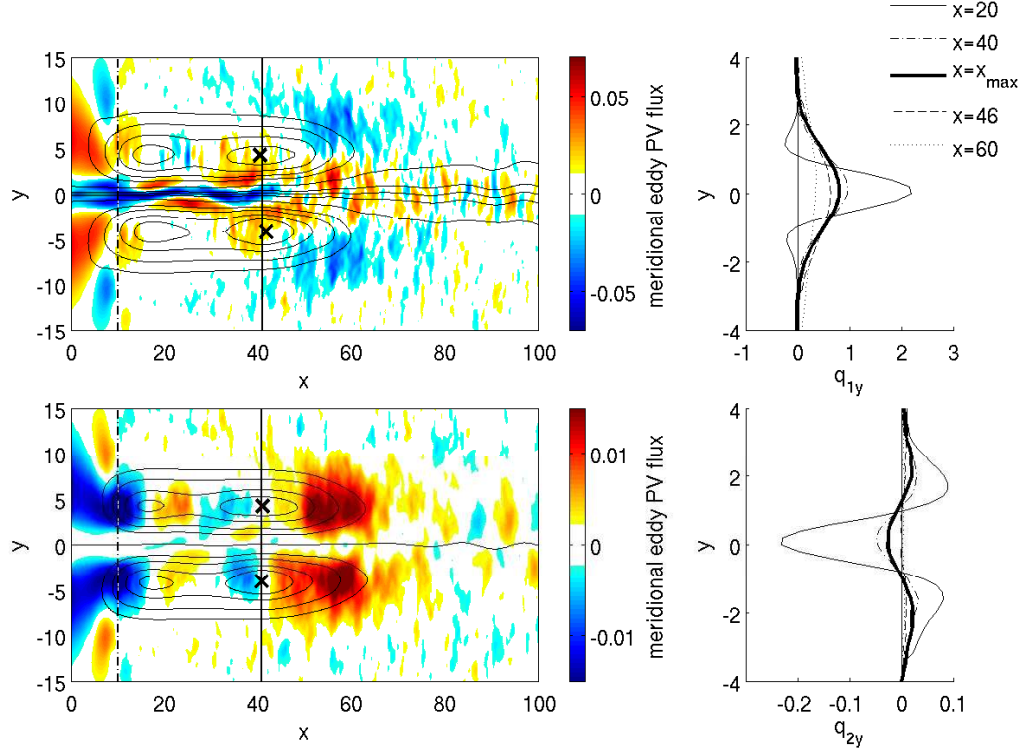 15
10
5
0
-5
-10
-15
y
0 20 40 60 80 100
x
0.05
0
-0.05
meridional eddy PV flux
x=20
x=40
x=xmax
x=46
x=60
4
2
0
-2
-4
y
-1 0 1 2 3
q1y
15
10
5
0
-5
-10
-15
y
0 20 40 60 80 100
x
0.01
0
-0.01
meridional eddy PV flux
4
2
0
-2
-4
y
-0.2 -0.1 0 0.1
q2y